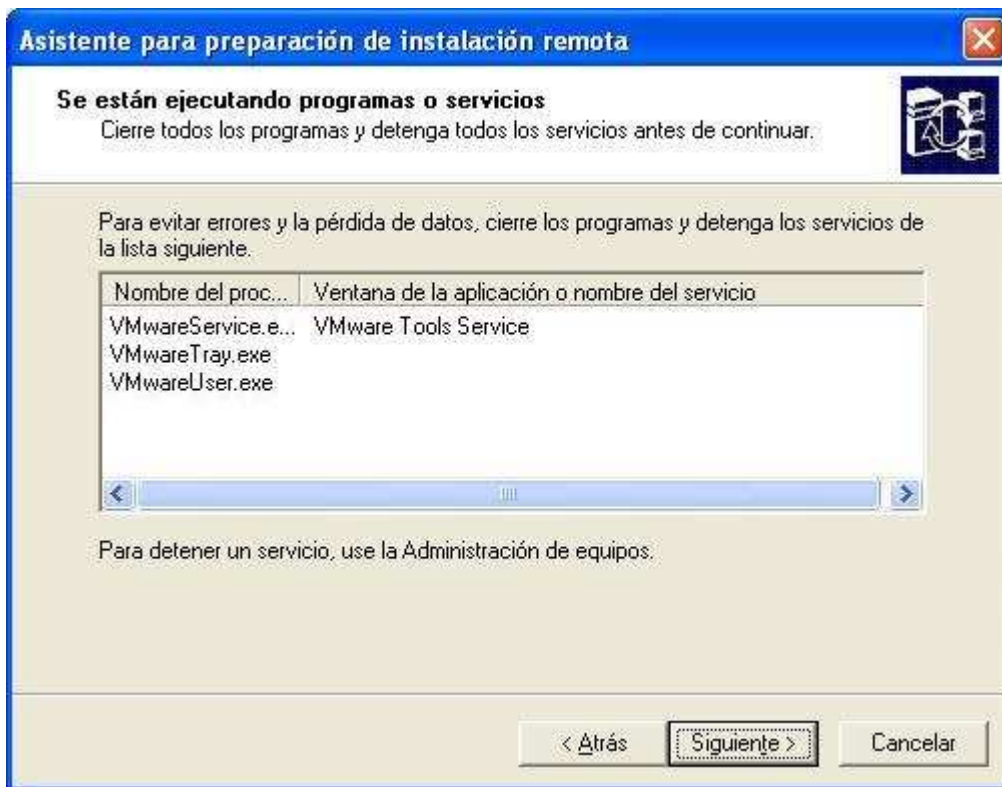 Asistente para preparación de instalación remota
Se están ejecutando programas o servicios
Cierre todos los programas y detenga todos los servicios antes de continuar.
Para evitar errores y la pérdida de datos, cierre los programas y detenga los servicios de
la lista siguiente.
Nombre del proc... Ventana de la aplicación o nombre del servicio
VMwareService.e... VMware Tools Service
VMwareTray.exe
VMwareUser.exe
Para detener un servicio, use la Administración de equipos.
< Atrás Siguiente > Cancelar